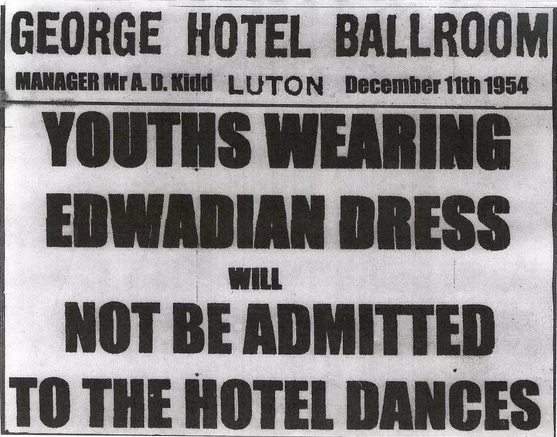 GEORGE HOTEL BALLROOM
MANAGER Mr A. D. Kidd LUTON December 11th 1954
YOUTHS WEARING
EDWADIAN DRESS
WILL
NOT BE ADMITTED
TO THE HOTEL DANCES